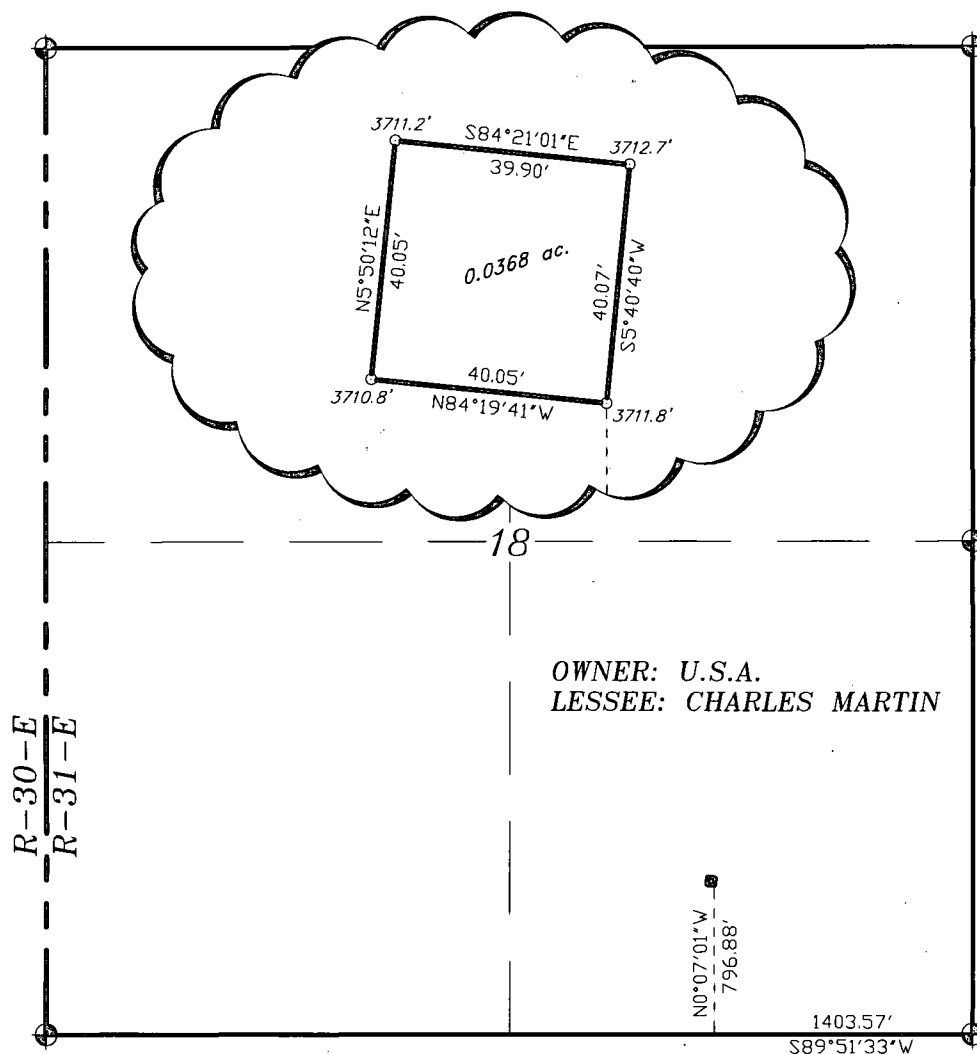 3711.2'
S84°21'01"E
3712.7'
39.90'
N5°50'12"E
40.05'
0.0368 ac.
40.07'
S5°40'40"W
40.05'
3710.8'
N84°19'41"W
3711.8'
18
OWNER: U.S.A.
LESSEE: CHARLES MARTIN
R-30-E
R-31-E
N0°07'01"W
796.88'
1403.57'
S89°51'33"W